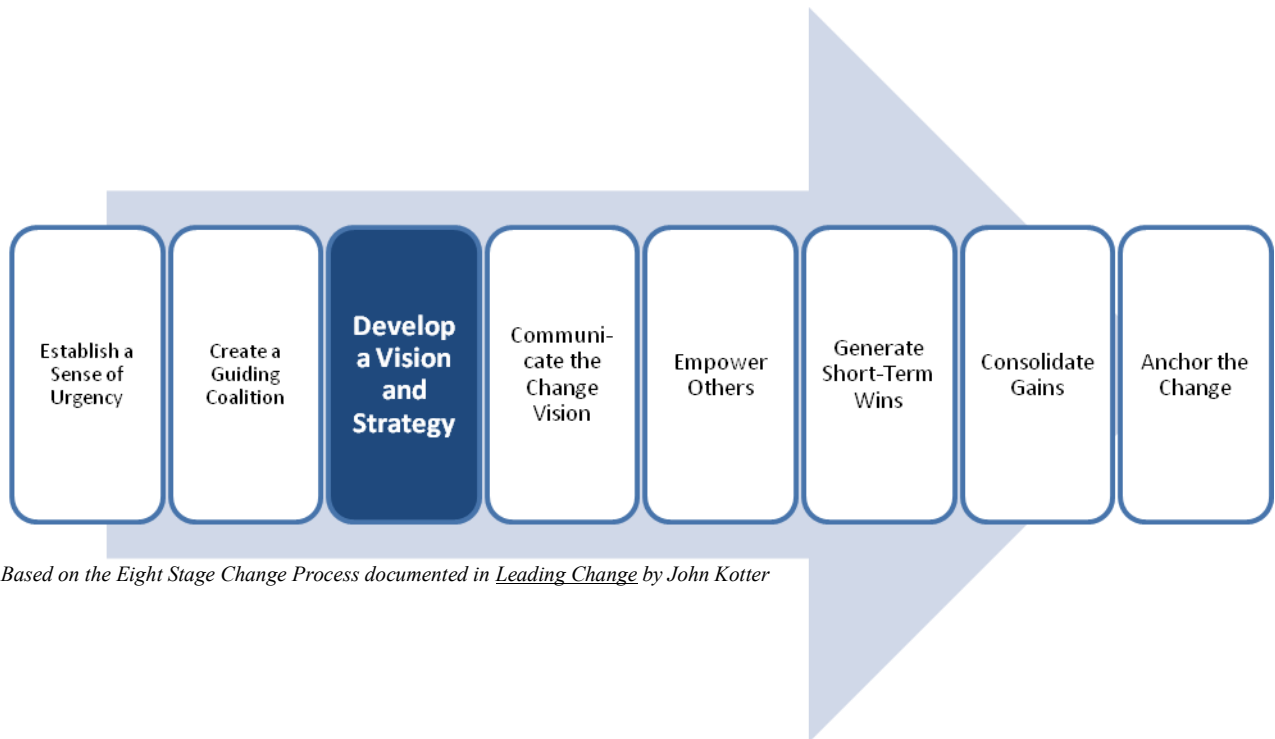 Establish a
Sense of
Urgency
Create a
Guiding
Coalition
Develop
a Vision
and
Strategy
Communi-
cate the
Change
Vision
Empower
Others
Generate
Short-Term
Wins
Consolidate
Gains
Anchor the
Change
Based on the Eight Stage Change Process documented in Leading Change by John Kotter